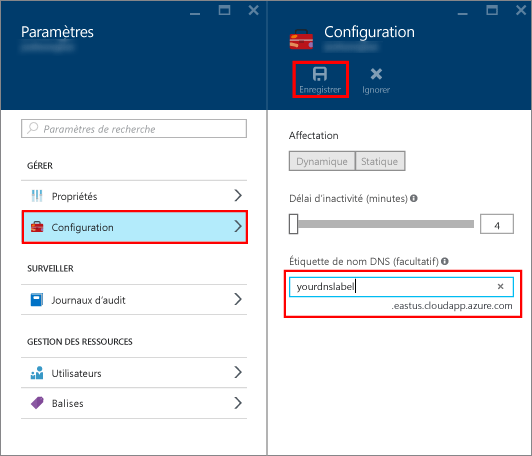 Paramètres
Paramètres de recherche
GÉRER
Propriétés
Configuration
SURVEILLER
Journaux d'audit
GESTION DES RESSOURCES
Utilisateurs
Balises
Configuration
Enregistrer
Ignorer
Affectation
Dynamique
Statique
Délai d'inactivité (minutes)
4
Étiquette de nom DNS (facultatif)
yourdnslabel
.eastus.cloudapp.azure.com